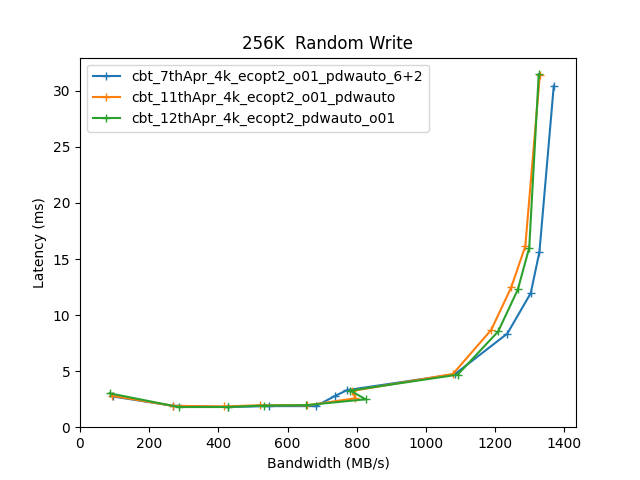 256K  Random Write
cbt_7thApr_4k_ecopt2_o01_pdwauto_6+2
cbt_11thApr_4k_ecopt2_o01_pdwauto
cbt_12thApr_4k_ecopt2_pdwauto_o01
30
25
20
15
10
5
0
Latency (ms)
0 200 400 600 800 1000 1200 1400
Bandwidth (MB/s)